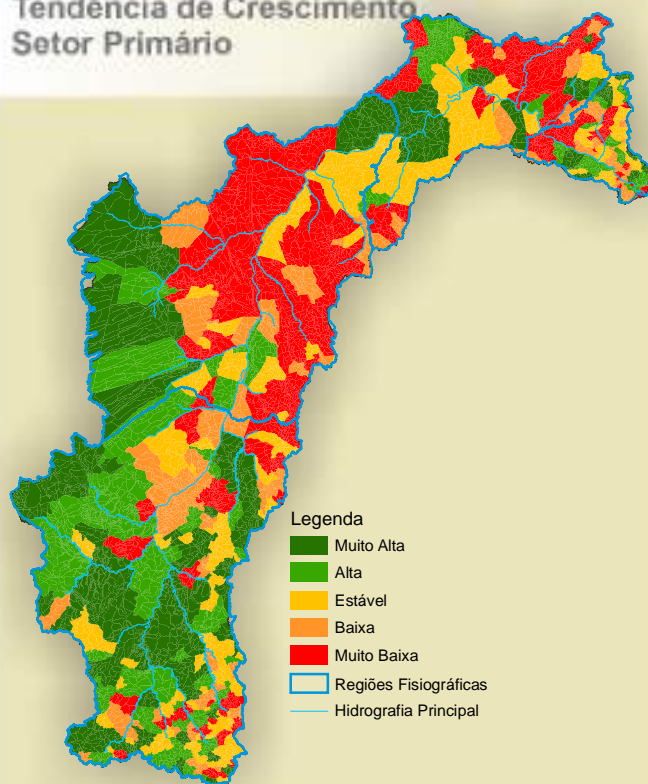 Tendência de Crescimento
Setor Primário
Legenda
Muito Alta
Alta
Estável
Baixa
Muito Baixa
Regiões Fisiográficas
Hidrografia Principal